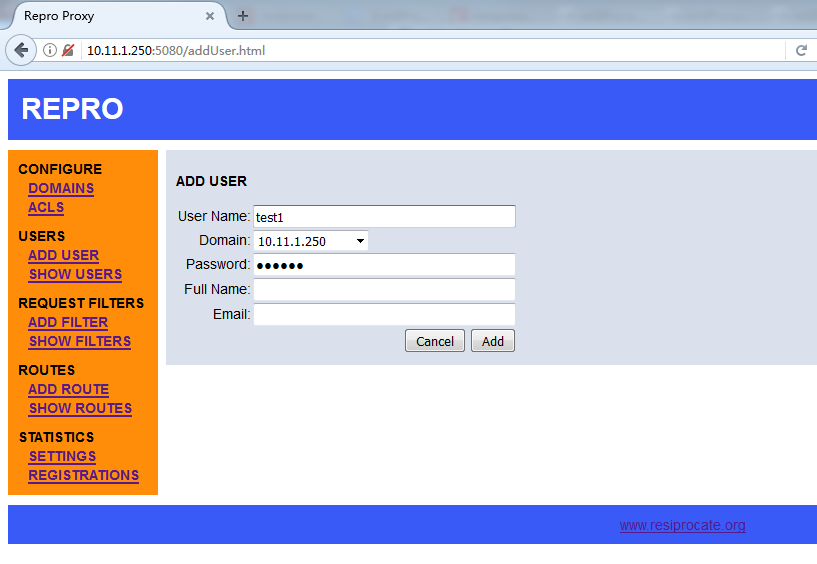 Repro Proxy
10.11.1.250:5080/addUser.html
REPRO
CONFIGURE
DOMAINS
ACLS
USERS
ADD USER
SHOW USERS
REQUEST FILTERS
ADD FILTER
SHOW FILTERS
ROUTES
ADD ROUTE
SHOW ROUTES
STATISTICS
SETTINGS
REGISTRATIONS
ADD USER
User Name: test1
Domain: 10.11.1.250
Password: ●●●●●●
Full Name:
Email:
Cancel Add
www.resiprocate.org